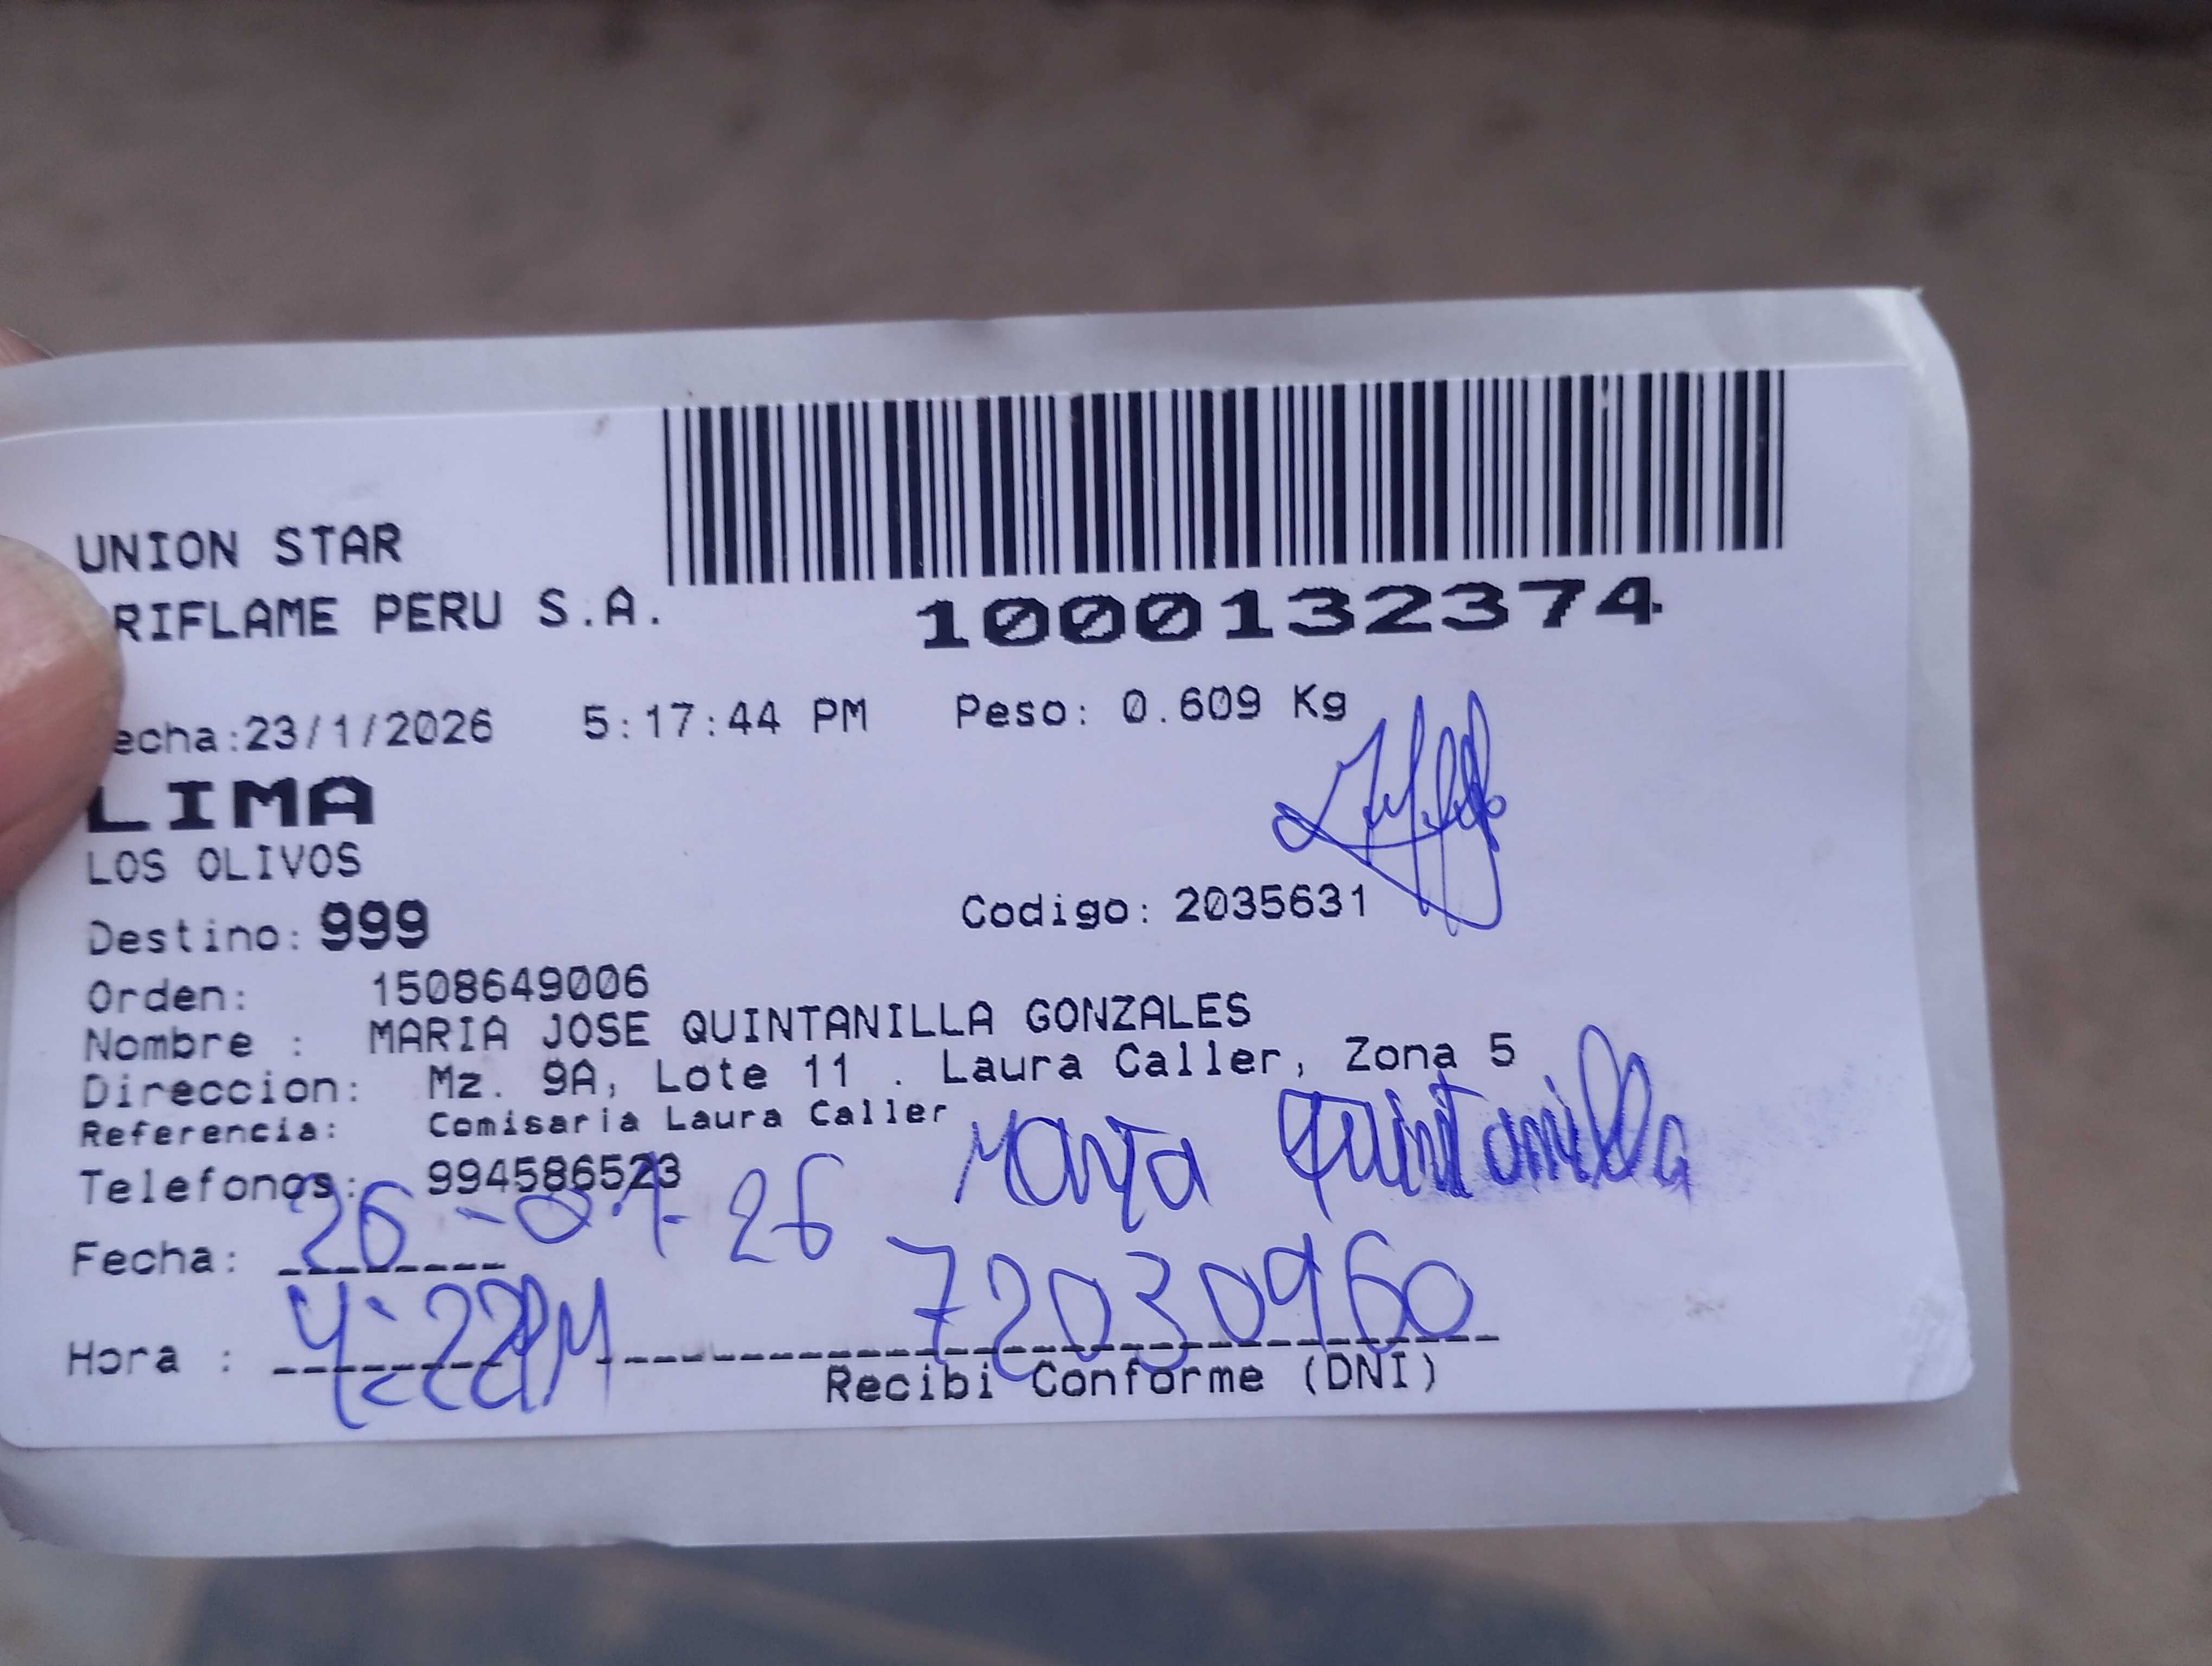 UNION STAR
RIFLAME PERU S.A.
1000132374
echa:23/1/2026 5:17:44 PM Peso: 0.609 Kg
LIMA
LOS OLIVOS
Destino: 999 Codigo: 2035631
Orden: 1508649006
Nombre : MARIA JOSE QUINTANILLA GONZALES
Direccion: Mz. 9A, Lote 11 . Laura Caller, Zona 5
Referencia: Comisaria Laura Caller
Telefonos: 994586523
Maria Quintanilla
Fecha: 26-01-26
72030960
Hora : 4:22PM
Recibi Conforme (DNI)